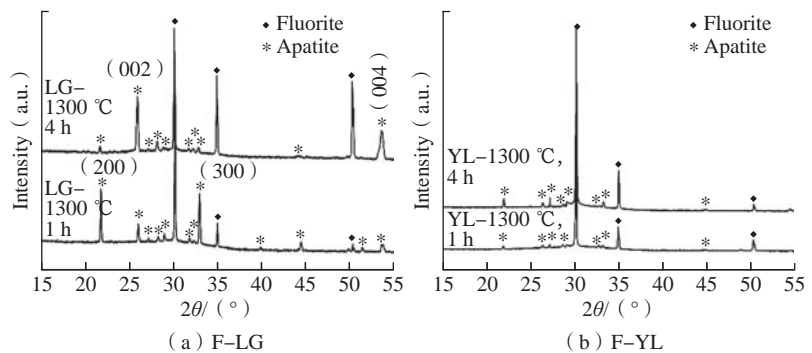 ◆ Fluorite
* Apatite
(002)
(004)
LG–
1300 ℃
4 h
(200)
(300)
LG–
1300 ℃
1 h
Intensity ( a.u. )
15 20 25 30 35 40 45 50 55
2θ/ ( ° )
( a ) F–LG
◆ Fluorite
* Apatite
YL–1300 ℃,
4 h
YL–1300 ℃,
1 h
Intensity ( a.u. )
15 20 25 30 35 40 45 50 55
2θ/ ( ° )
( b ) F–YL